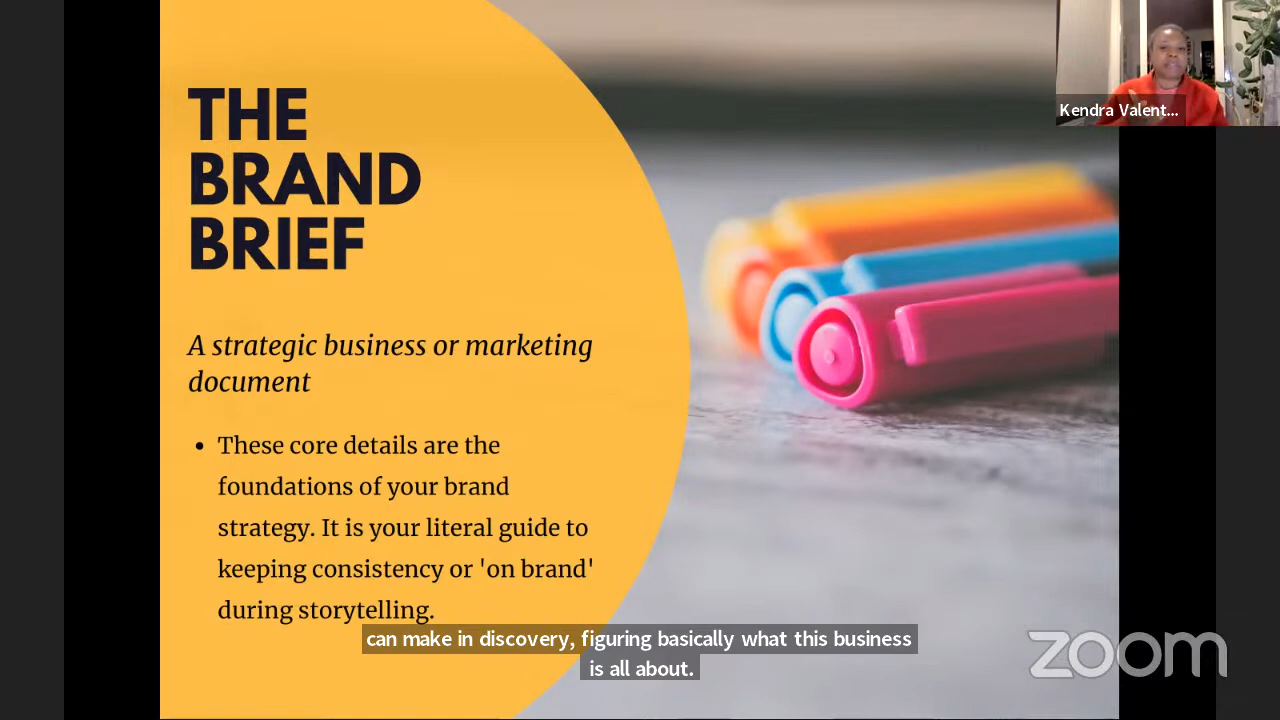 THE
BRAND
BRIEF
A strategic business or marketing
document
• These core details are the
foundations of your brand
strategy. It is your literal guide to
keeping consistency or 'on brand'
during storytelling.
can make in discovery, figuring basically what this business
is all about.
Kendra Valent...
zoom